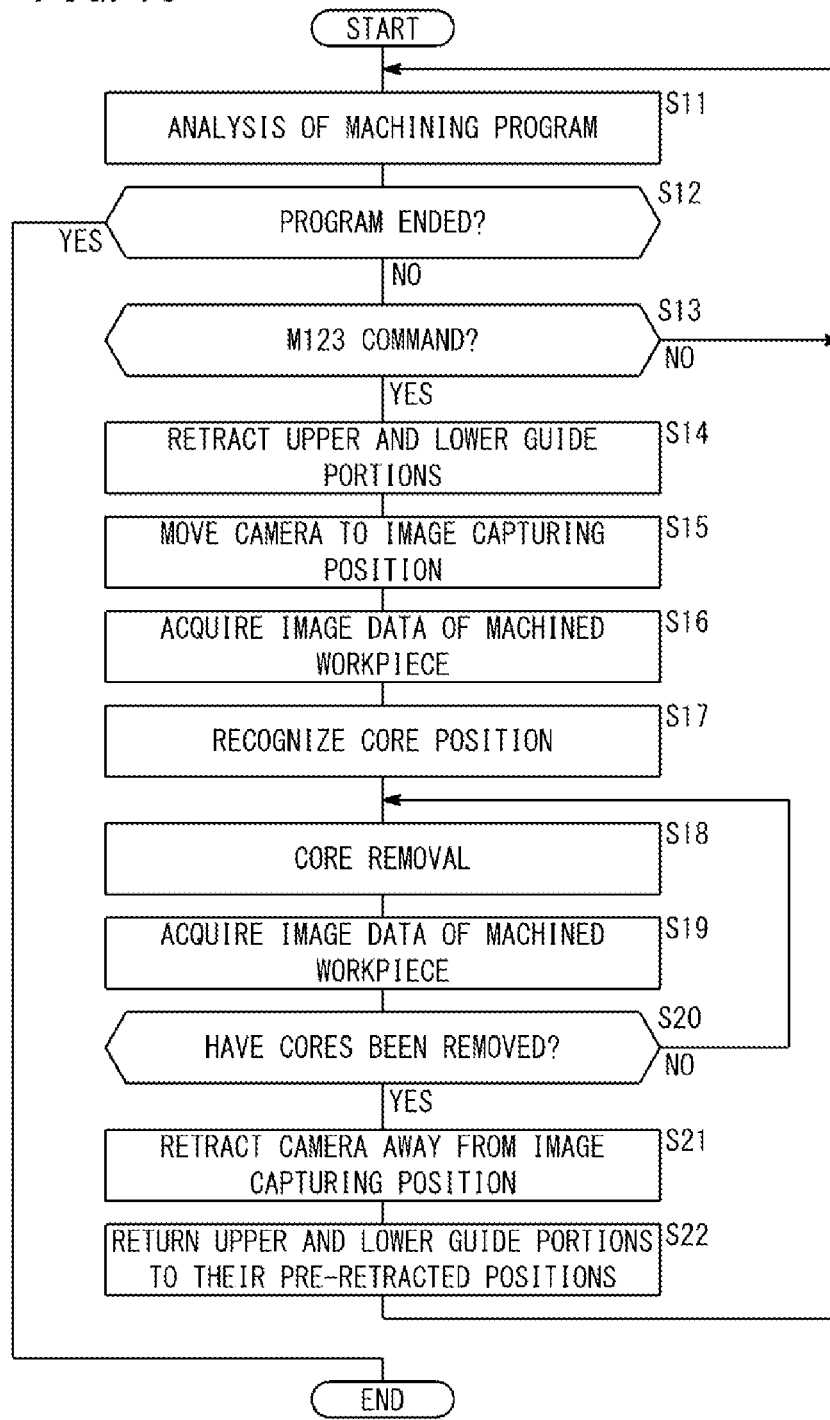 START
ANALYSIS OF MACHINING PROGRAM
S11
PROGRAM ENDED?
S12
YES
NO
M123 COMMAND?
S13
NO
YES
RETRACT UPPER AND LOWER GUIDE
PORTIONS
S14
MOVE CAMERA TO IMAGE CAPTURING
POSITION
S15
ACQUIRE IMAGE DATA OF MACHINED
WORKPIECE
S16
RECOGNIZE CORE POSITION
S17
CORE REMOVAL
S18
ACQUIRE IMAGE DATA OF MACHINED
WORKPIECE
S19
HAVE CORES BEEN REMOVED?
S20
NO
YES
RETRACT CAMERA AWAY FROM IMAGE
CAPTURING POSITION
S21
RETURN UPPER AND LOWER GUIDE PORTIONS
TO THEIR PRE-RETRACTED POSITIONS
S22
END